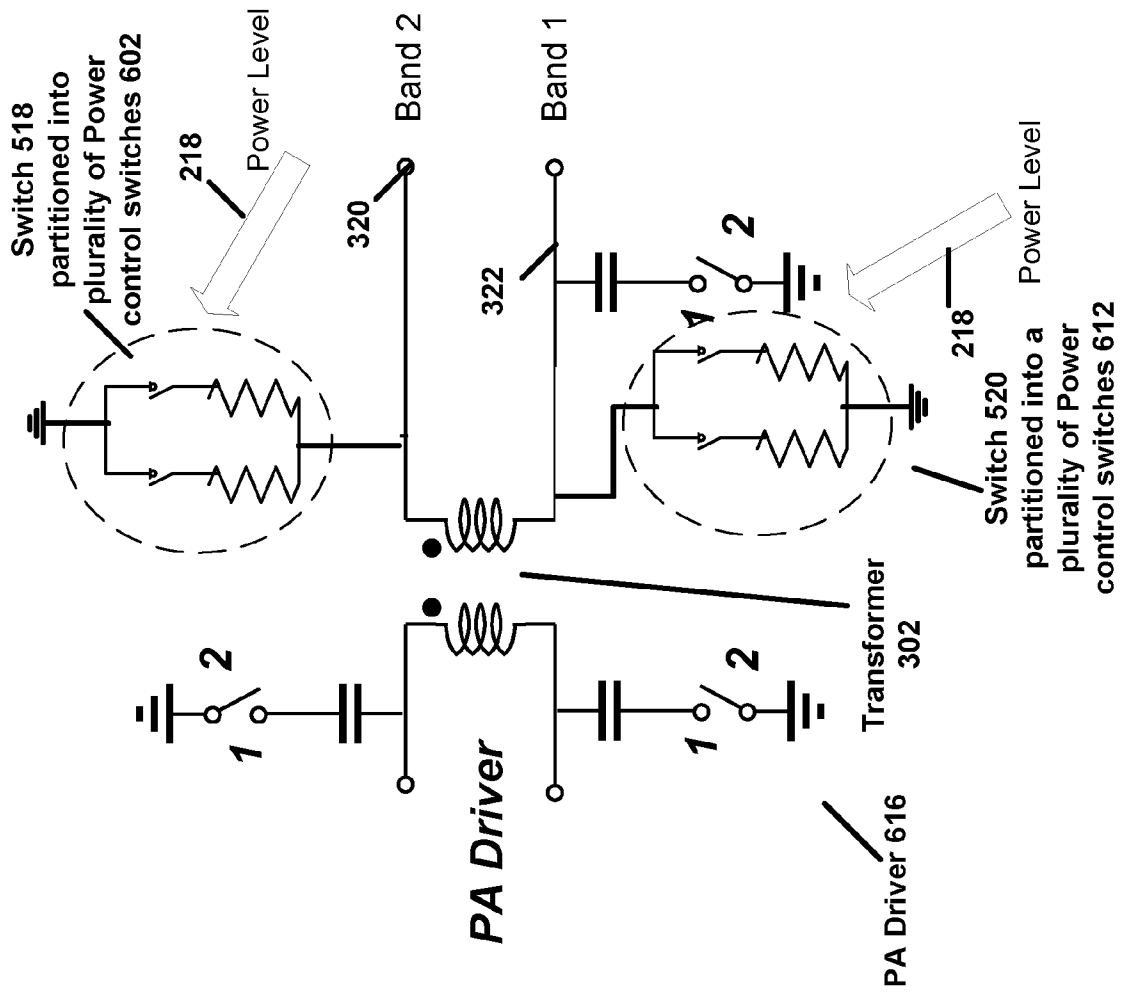 Switch 518
partitioned into
plurality of Power
control switches 602
218
Power Level
Band 2
320
Band 1
322
2
1
218
Power Level
Switch 520
partitioned into a
plurality of Power
control switches 612
Transformer
302
1
2
PA Driver
1
2
PA Driver 616